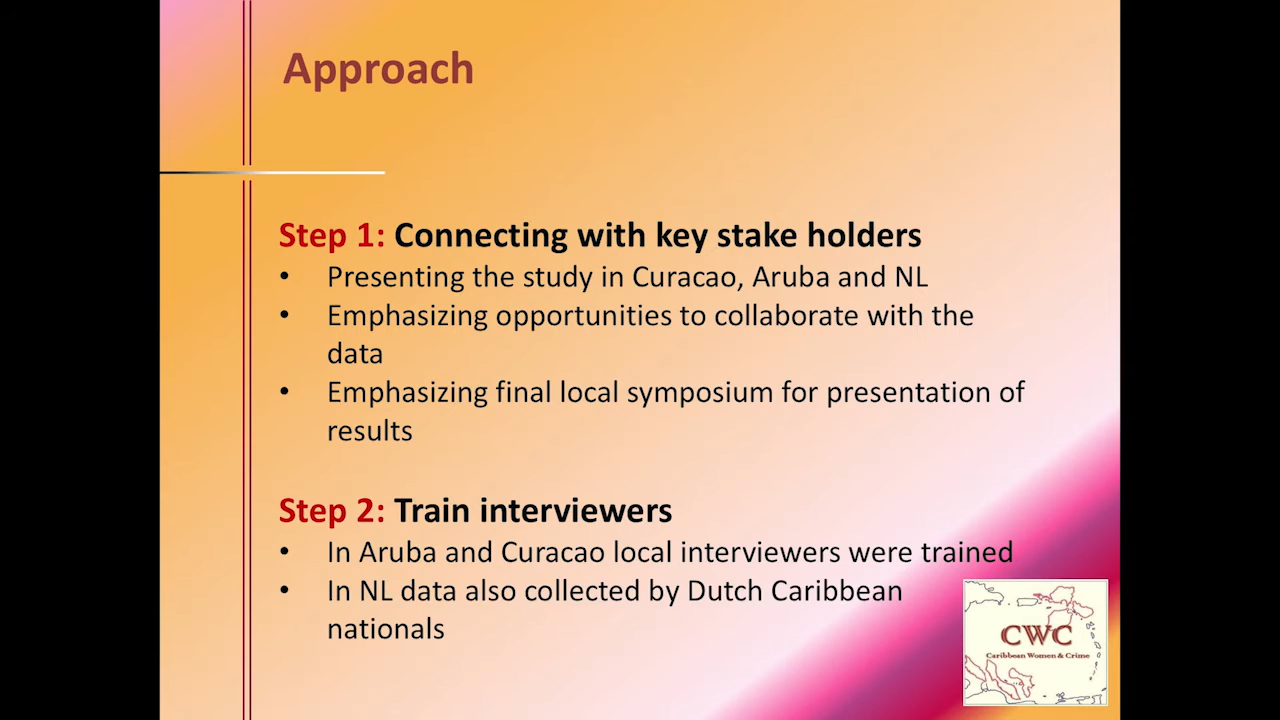 Approach
Step 1: Connecting with key stake holders
• Presenting the study in Curacao, Aruba and NL
• Emphasizing opportunities to collaborate with the
data
• Emphasizing final local symposium for presentation of
results
Step 2: Train interviewers
• In Aruba and Curacao local interviewers were trained
• In NL data also collected by Dutch Caribbean
nationals
CWC
Caribbean Women & Crime